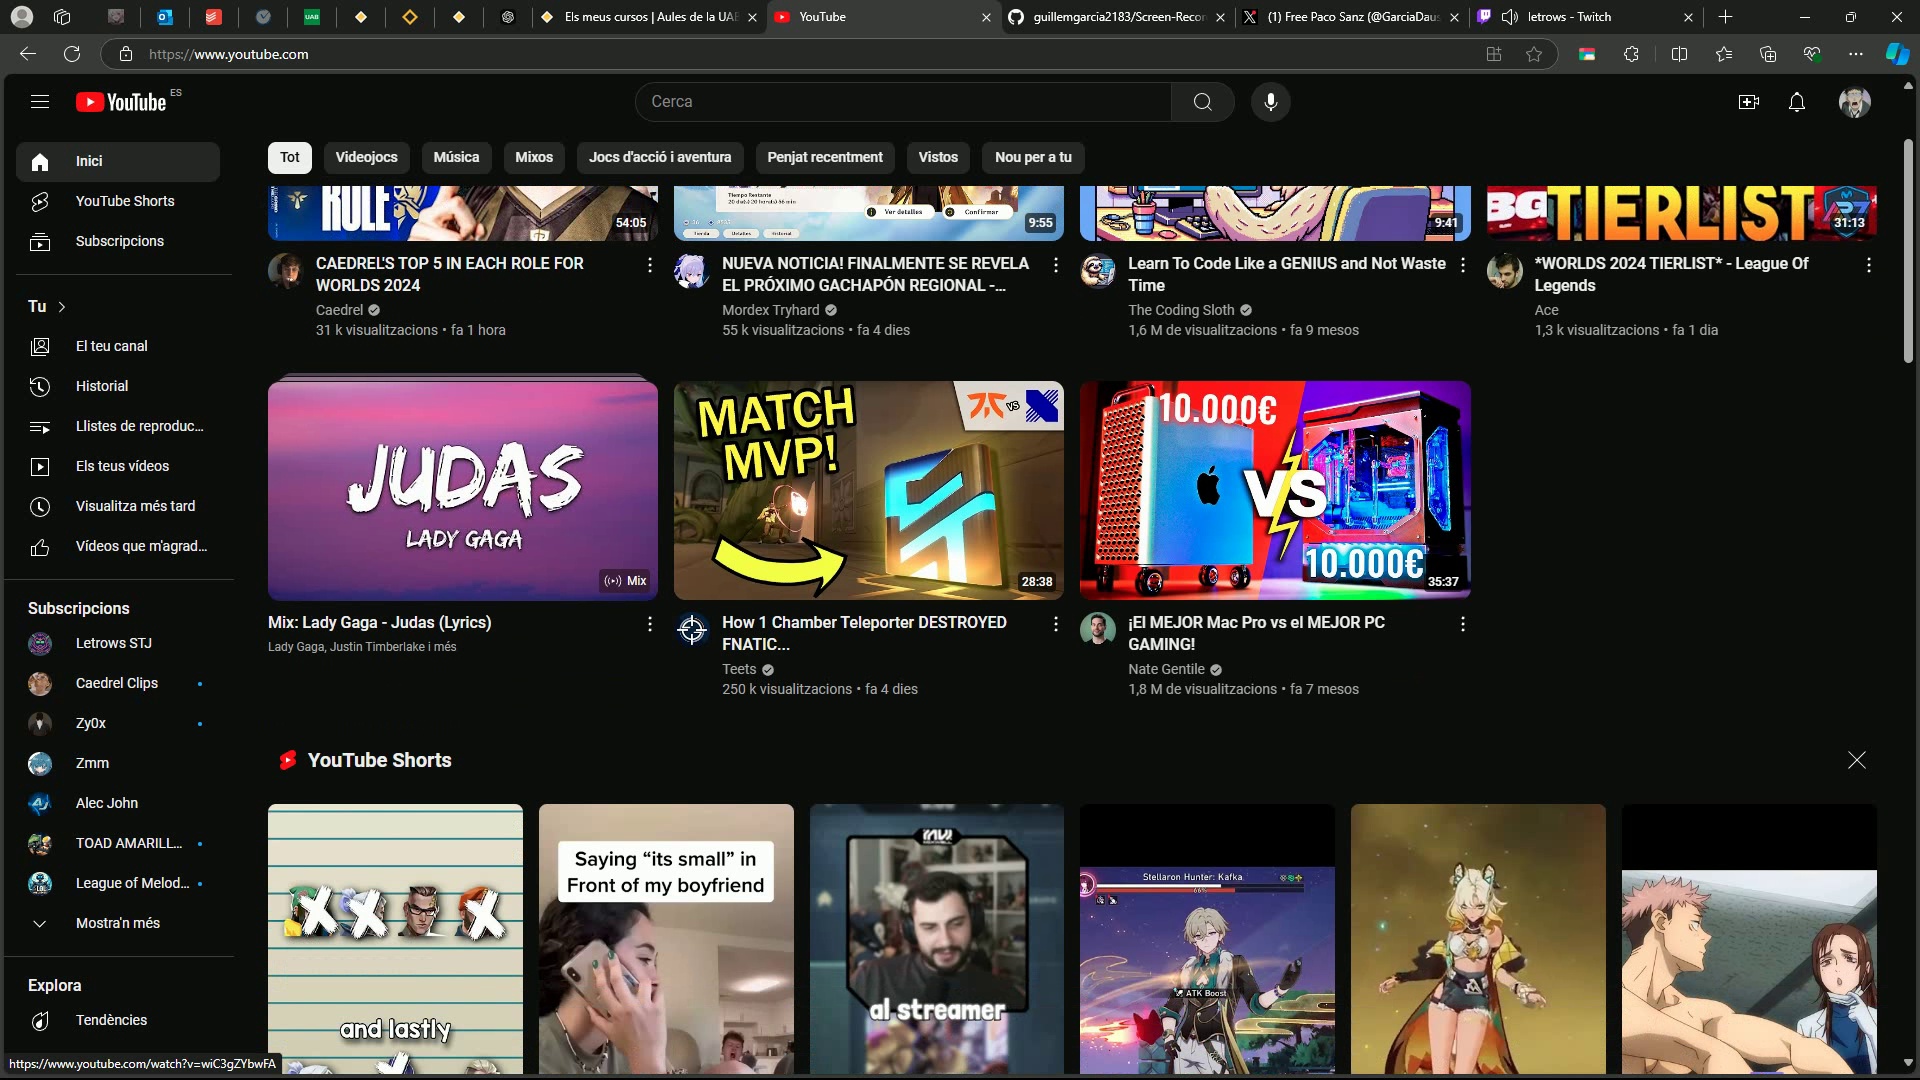 Els meus cursos | Aules de la UAB
YouTube
guillemgarcia2183/Screen-Recor
(1) Free Paco Sanz (@GarciaDaus
letrows - Twitch
https://www.youtube.com
YouTube ES
Cerca
Inici
YouTube Shorts
Subscripcions
Tu
El teu canal
Historial
Llistes de reproduc...
Els teus vídeos
Visualitza més tard
Vídeos que m'agrad...
Subscripcions
Letrows STJ
Caedrel Clips
Zy0x
Zmm
Alec John
TOAD AMARILL...
League of Melod...
Mostra'n més
Explora
Tendències
https://www.youtube.com/watch?v=wiC3gZYbwFA
Tot
Videojocs
Música
Mixos
Jocs d'acció i aventura
Penjat recentment
Vistos
Nou per a tu
ROLE
54:05
CAEDREL'S TOP 5 IN EACH ROLE FOR
WORLDS 2024
Caedrel
31 k visualitzacions • fa 1 hora
Tiempo Restante
Ver detalles
Confirmar
Tienda
Detalles
Historial
9:55
NUEVA NOTICIA! FINALMENTE SE REVELA
EL PRÓXIMO GACHAPÓN REGIONAL -...
Mordex Tryhard
55 k visualitzacions • fa 4 dies
9:41
Learn To Code Like a GENIUS and Not Waste
Time
The Coding Sloth
1,6 M de visualitzacions • fa 9 mesos
BG TIERLIST
31:13
*WORLDS 2024 TIERLIST* - League Of
Legends
Ace
1,3 k visualitzacions • fa 1 dia
JUDAS
LADY GAGA
Mix
Mix: Lady Gaga - Judas (Lyrics)
Lady Gaga, Justin Timberlake i més
MATCH
MVP!
VS
28:38
How 1 Chamber Teleporter DESTROYED
FNATIC...
Teets
250 k visualitzacions • fa 4 dies
10.000€
VS
10.000€
35:37
¡El MEJOR Mac Pro vs el MEJOR PC
GAMING!
Nate Gentile
1,8 M de visualitzacions • fa 7 mesos
YouTube Shorts
and lastly
Saying “its small” in
Front of my boyfriend
al streamer
Stellaron Hunter: Kafka
66%
ATK Boost